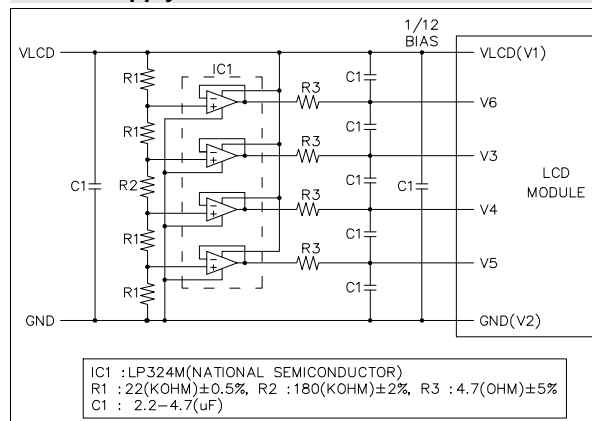 1/12
BIAS
VLCD
VLCD(V1)
R1
IC1
R3
C1
V6
R1
R3
C1
V3
C1
R2
R3
C1
C1
V4
LCD
MODULE
R1
R3
C1
V5
R1
C1
GND
GND(V2)
IC1 :LP324M(NATIONAL SEMICONDUCTOR)
R1 :22(KOHM)±0.5%, R2 :180(KOHM)±2%, R3 :4.7(OHM)±5%
C1 : 2.2-4.7(uF)